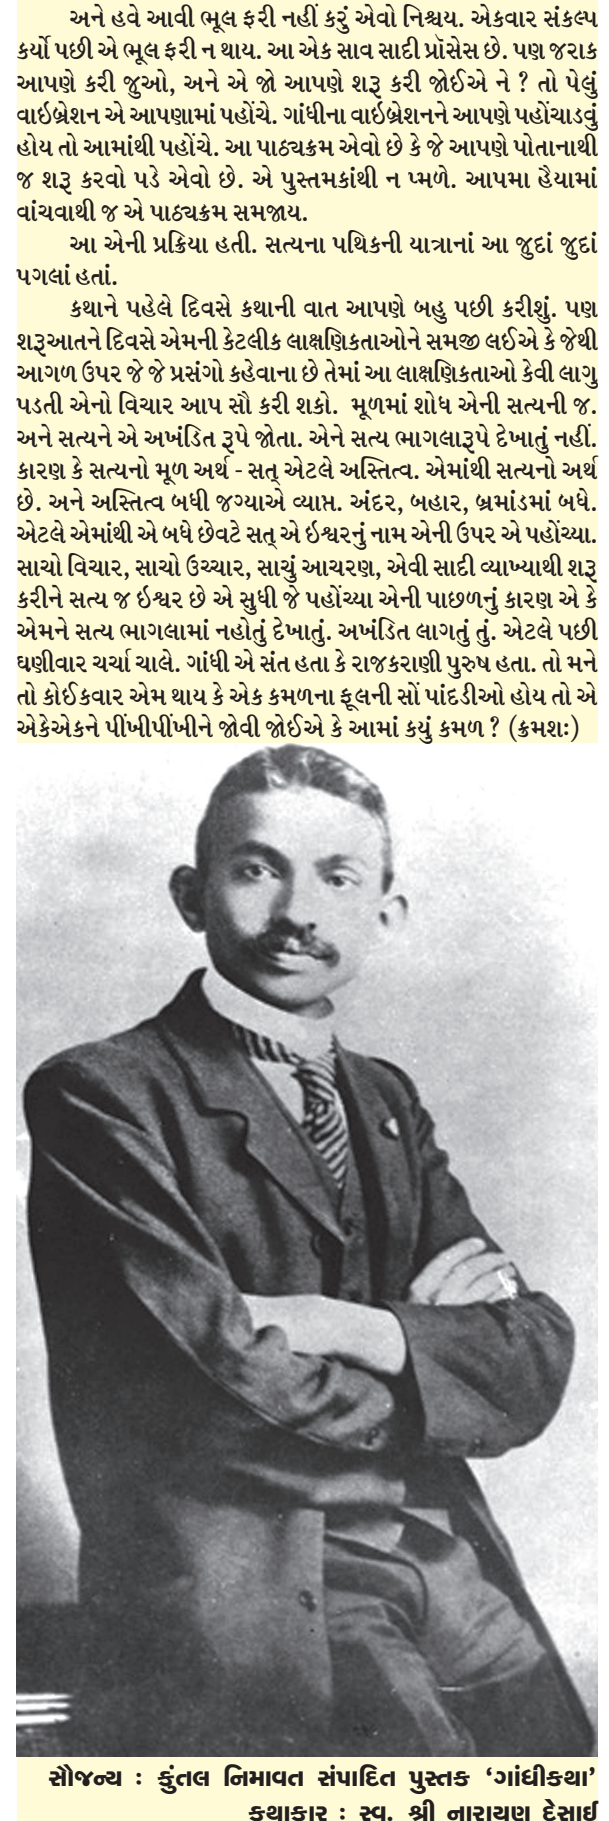 અને હવે આવી ભૂલ ફરી નહીં કરું એવો નિશ્ચય. એકવાર સંકલ્પ
કર્યો પછી એ ભૂલ ફરી ન થાય. આ એક સાવ સાદી પ્રૉસેસ છે. પણ જરાક
આપણે કરી જુઓ, અને એ જો આપણે શરૂ કરી જોઈએ ને ? તો પેલું
વાઇબ્રેશન એ આપણામાં પહોંચે. ગાંધીના વાઇબ્રેશનને આપણે પહોંચાડવું
હોય તો આમાંથી પહોંચે. આ પાઠ્યક્રમ એવો છે કે જે આપણે પોતાનાથી
જ શરૂ કરવો પડે એવો છે. એ પુસ્તમકાંથી ન પ્મળે. આપમા હૈયામાં
વાંચવાથી જ એ પાઠ્યક્રમ સમજાય.
આ એની પ્રક્રિયા હતી. સત્યના પથિકની યાત્રાનાં આ જુદાં જુદાં
પગલાં હતાં.
કથાને પહેલે દિવસે કથાની વાત આપણે બહુ પછી કરીશું. પણ
શરૂઆતને દિવસે એમની કેટલીક લાક્ષણિકતાઓને સમજી લઈએ કે જેથી
આગળ ઉપર જે જે પ્રસંગો કહેવાના છે તેમાં આ લાક્ષણિકતાઓ કેવી લાગુ
પડતી એનો વિચાર આપ સૌ કરી શકો. મૂળમાં શોધ એની સત્યની જ.
અને સત્યને એ અખંડિત રૂપે જોતા. એને સત્ય ભાગલારૂપે દેખાતું નહીં.
કારણ કે સત્યનો મૂળ અર્થ - સત્ એટલે અસ્તિત્વ. એમાંથી સત્યનો અર્થ
છે. અને અસ્તિત્વ બધી જગ્યાએ વ્યાપ્ત. અંદર, બહાર, બ્રમાંડમાં બધે.
એટલે એમાંથી એ બધે છેવટે સત્ એ ઇશ્વરનું નામ એની ઉપર એ પહોંચ્યા.
સાચો વિચાર, સાચો ઉચ્ચાર, સાચું આચરણ, એવી સાદી વ્યાખ્યાથી શરૂ
કરીને સત્ય જ ઇશ્વર છે એ સુધી જે પહોંચ્યા એની પાછળનું કારણ એ કે
એમને સત્ય ભાગલામાં નહોતું દેખાતું. અખંડિત લાગતું તું. એટલે પછી
ઘણીવાર ચર્ચા ચાલે. ગાંધી એ સંત હતા કે રાજકરાણી પુરુષ હતા. તો મને
તો કોઈકવાર એમ થાય કે એક કમળના ફૂલની સોં પાંદડીઓ હોય તો એ
એકેએકને પીંખીપીંખીને જોવી જોઈએ કે આમાં કયું કમળ ? (ક્રમશઃ)
સૌજન્ય : કુંતલ નિમાવત સંપાદિત પુસ્તક ‘ગાંધીકથા’
કથાકાર : સ્વ. શ્રી નારાયણ દેસાઈ